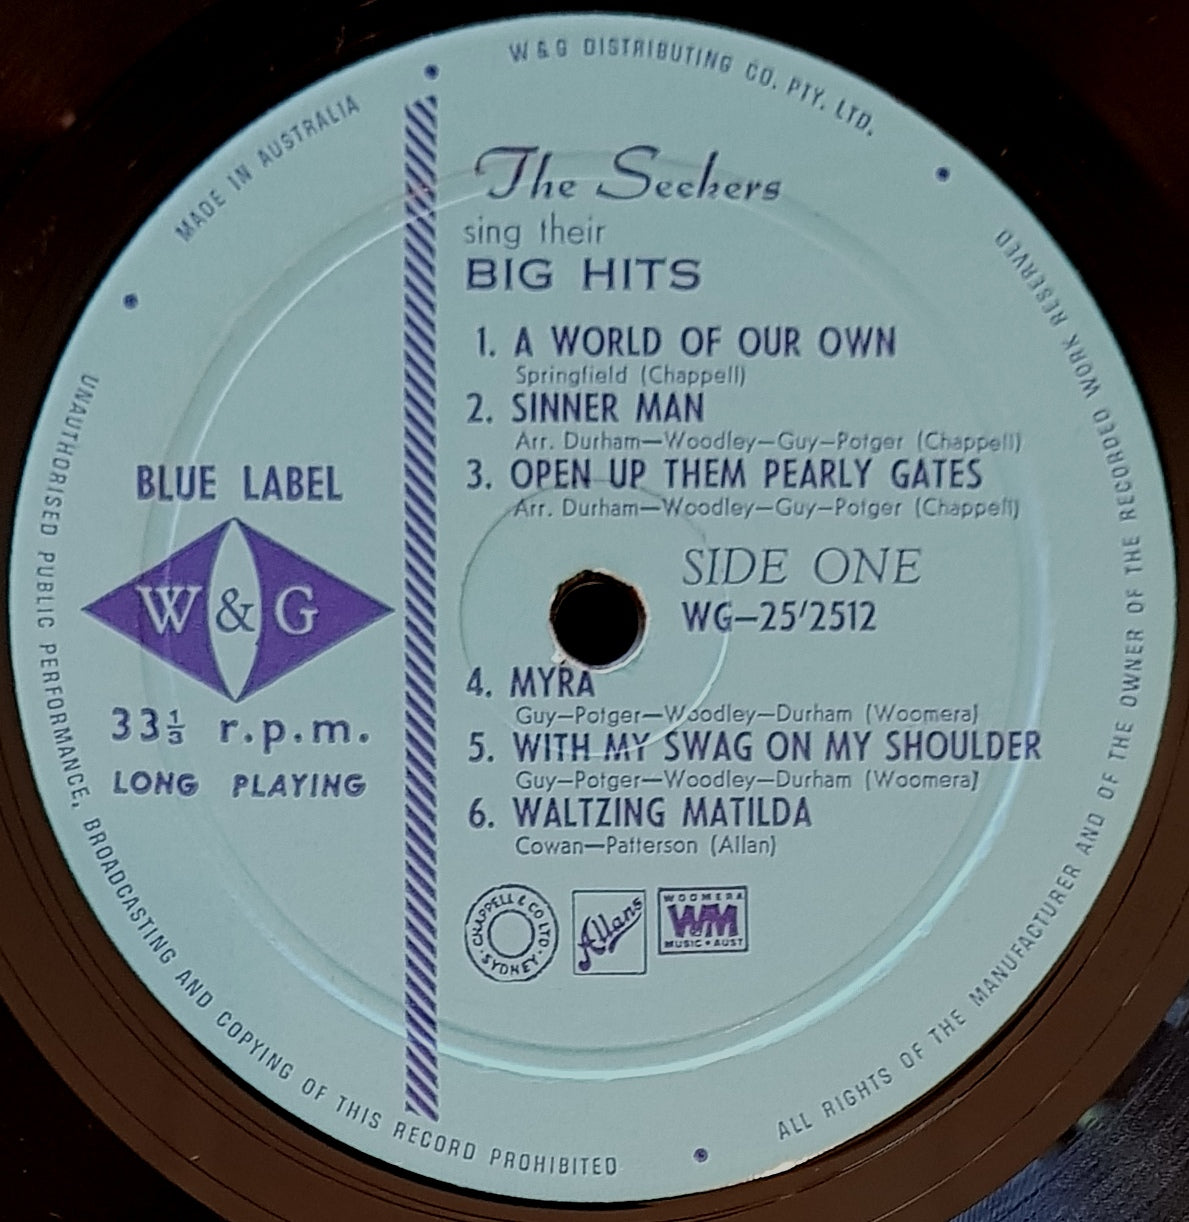 W & G DISTRIBUTING CO. PTY. LTD.
MADE IN AUSTRALIA
The Seekers
sing their
BIG HITS
1. A WORLD OF OUR OWN
Springfield (Chappell)
2. SINNER MAN
Arr. Durham—Woodley—Guy—Potger (Chappell)
3. OPEN UP THEM PEARLY GATES
Arr. Durham—Woodley—Guy—Potger (Chappell)
BLUE LABEL
W & G
33⅓ r.p.m.
LONG PLAYING
SIDE ONE
WG—25/2512
4. MYRA
Guy—Potger—Woodley—Durham (Woomera)
5. WITH MY SWAG ON MY SHOULDER
Guy—Potger—Woodley—Durham (Woomera)
6. WALTZING MATILDA
Cowan—Patterson (Allan)
CHAPPELL & CO LTD · SYDNEY ·
Allans
WOOMERA
WM
MUSIC • AUST
UNAUTHORISED PUBLIC PERFORMANCE, BROADCASTING AND COPYING OF THIS RECORD PROHIBITED
ALL RIGHTS OF THE MANUFACTURER AND OF THE OWNER OF THE RECORDED WORK RESERVED